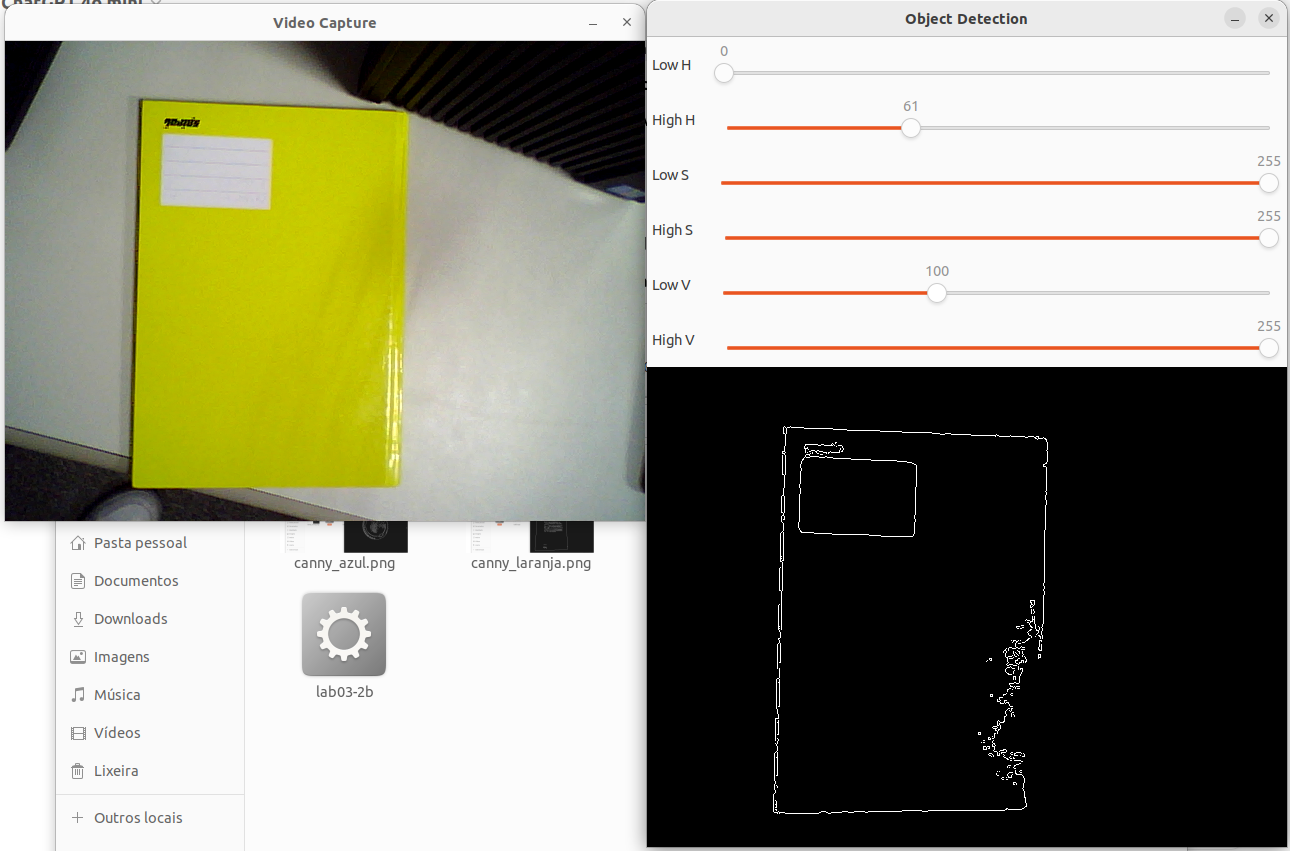 Video Capture
Object Detection
Low H
0
High H
61
Low S
255
High S
255
Low V
100
High V
255
canny_azul.png
canny_laranja.png
lab03-2b
Pasta pessoal
Documentos
Downloads
Imagens
Música
Vídeos
Lixeira
Outros locais